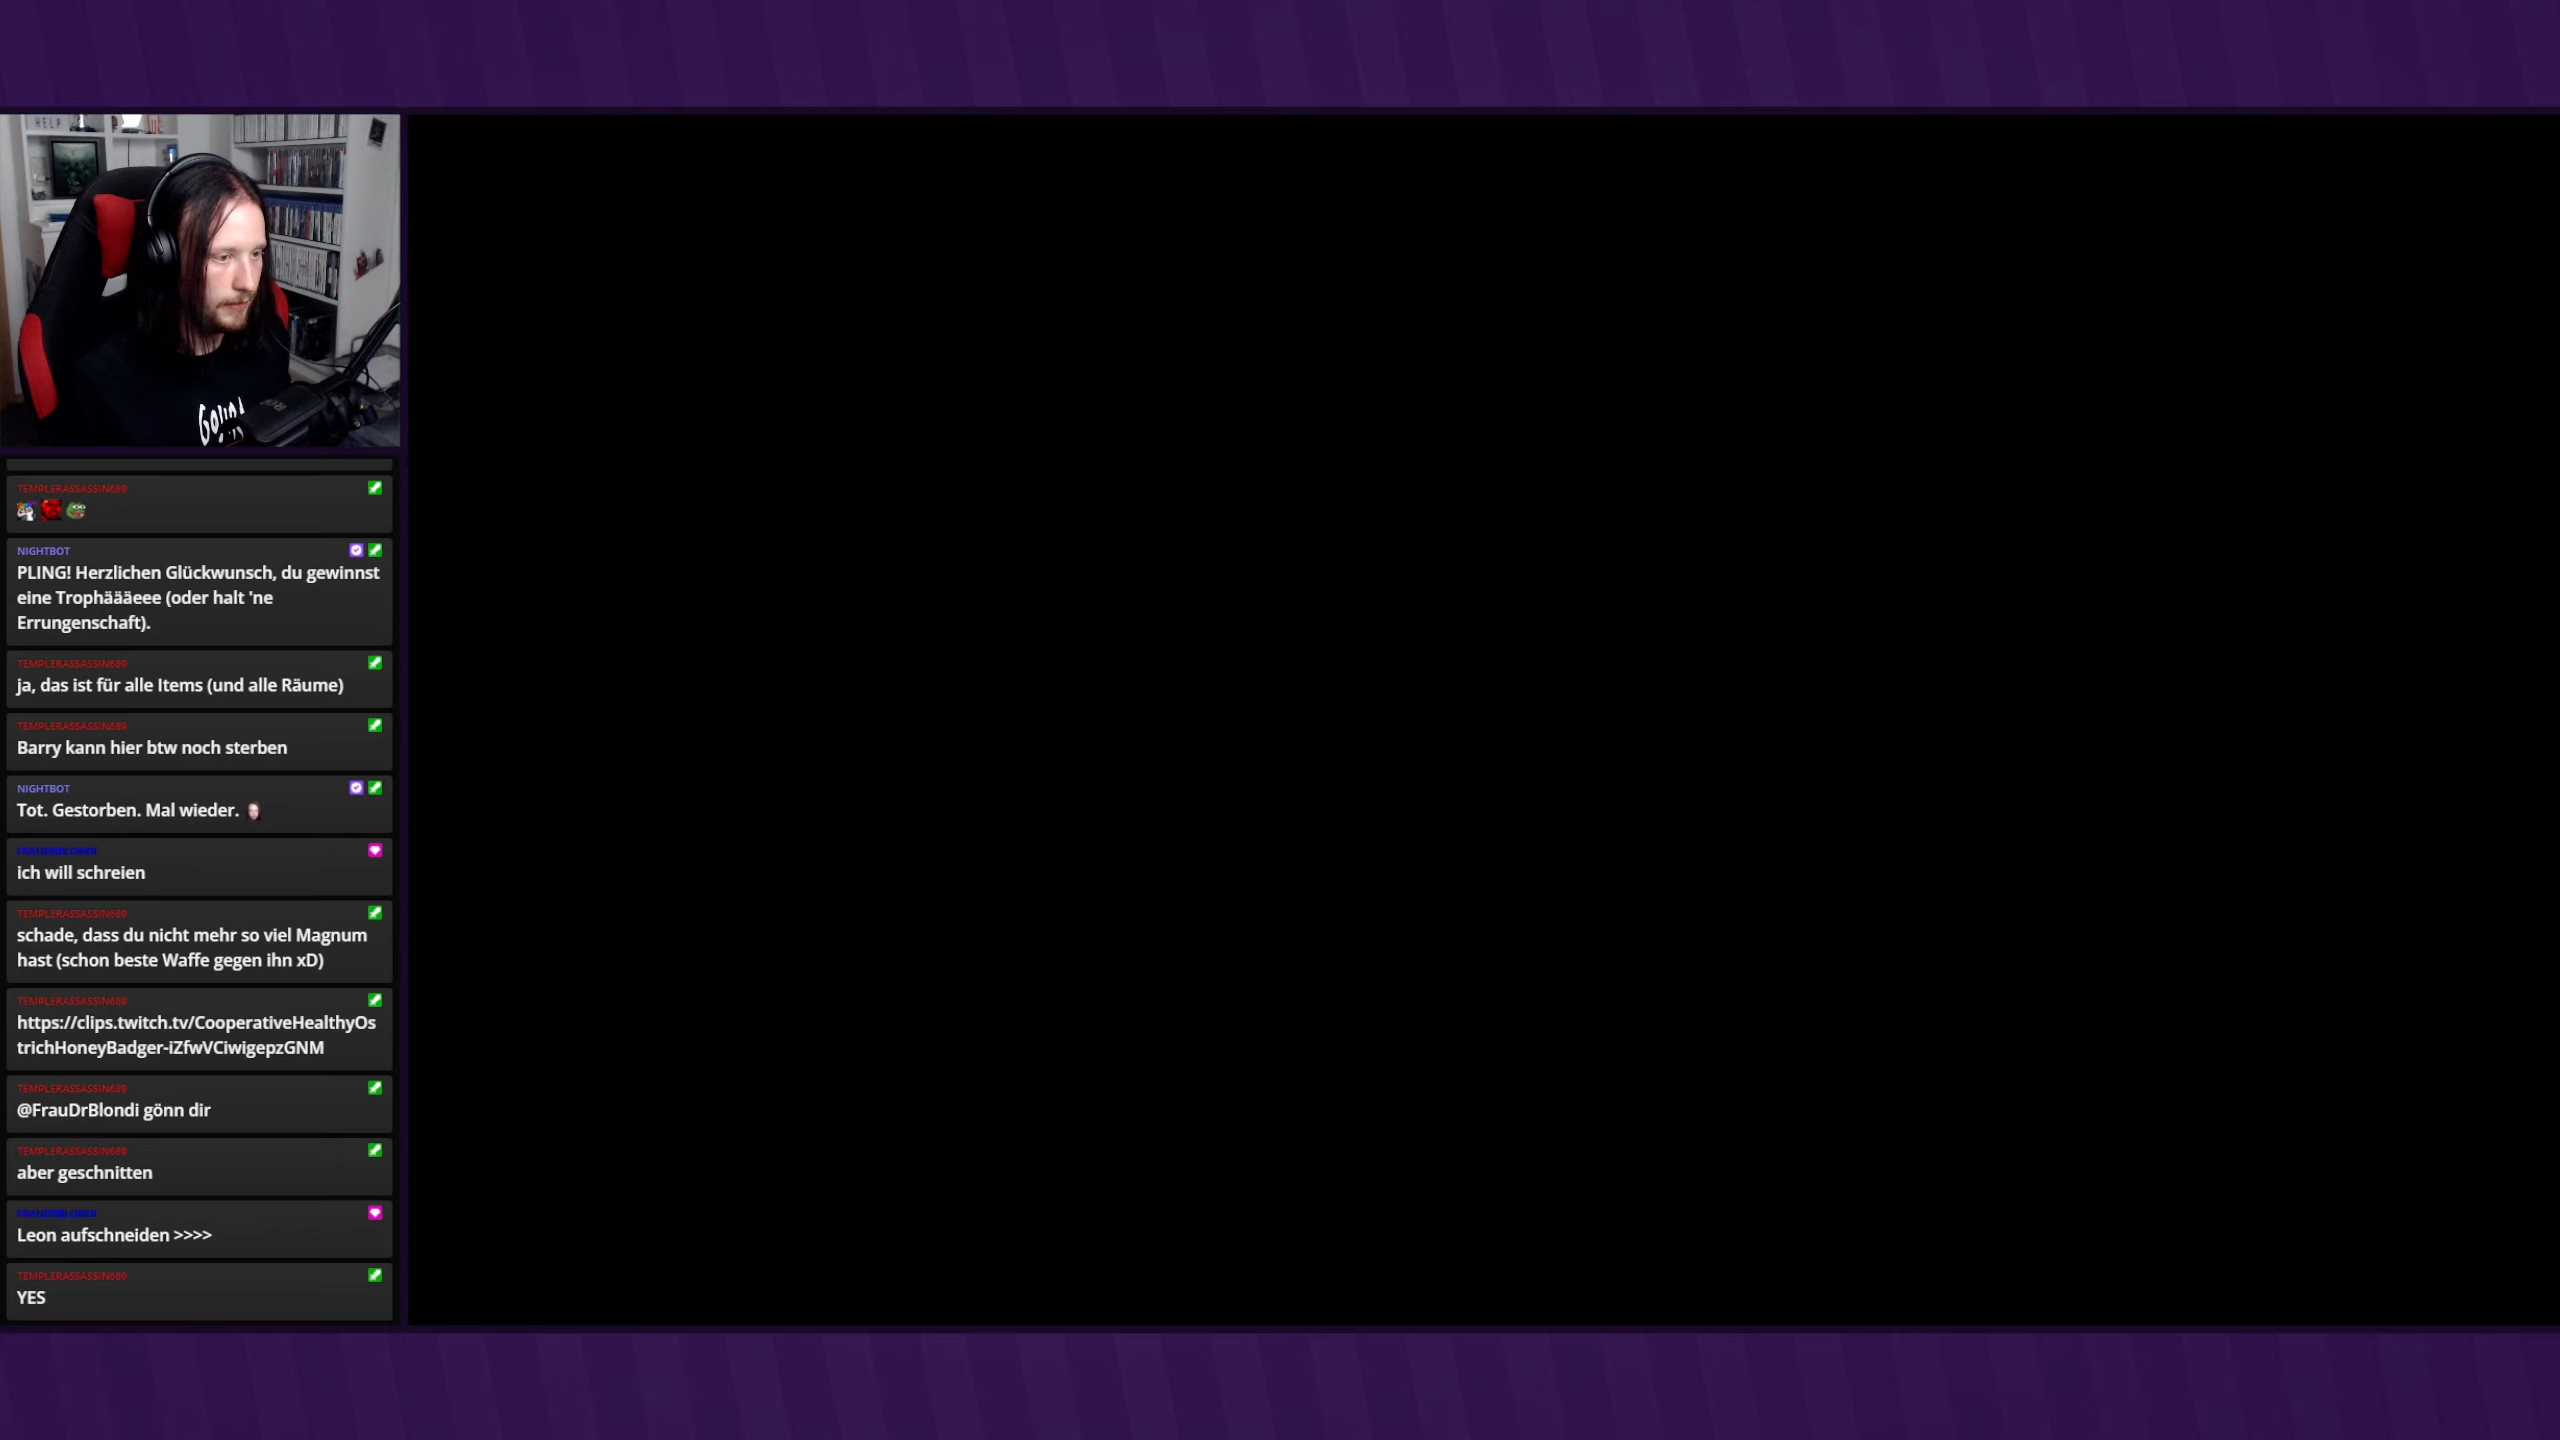 HELP
TEMPLERASSASSIN689
NIGHTBOT
PLING! Herzlichen Glückwunsch, du gewinnst
eine Trophäääeee (oder halt 'ne
Errungenschaft).
TEMPLERASSASSIN689
ja, das ist für alle Items (und alle Räume)
TEMPLERASSASSIN689
Barry kann hier btw noch sterben
NIGHTBOT
Tot. Gestorben. Mal wieder.
ich will schreien
TEMPLERASSASSIN689
schade, dass du nicht mehr so viel Magnum
hast (schon beste Waffe gegen ihn xD)
TEMPLERASSASSIN689
https://clips.twitch.tv/CooperativeHealthyOs
trichHoneyBadger-iZfwVCiwigepzGNM
TEMPLERASSASSIN689
@FrauDrBlondi gönn dir
TEMPLERASSASSIN689
aber geschnitten
Leon aufschneiden >>>>
TEMPLERASSASSIN689
YES